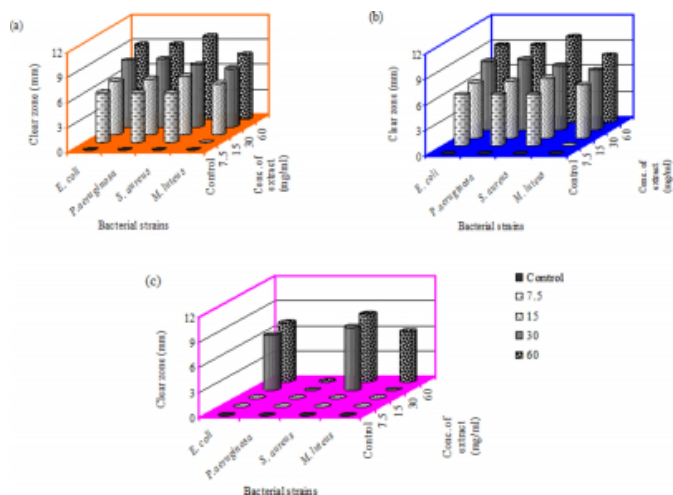 (a)
12
9
6
3
0
Clear zone (mm)
E. coli
P.aeruginosa
S. aureus
M. luteus
Control
7.5
15
30
60
Conc. of
extract
(mg/ml)
Bacterial strains
(b)
12
9
6
3
0
Clear zone (mm)
E. coli
P.aeruginosa
S. aureus
M. luteus
Control
7.5
15
30
60
Conc. of
extract
(mg/ml)
Bacterial strains
(c)
12
9
6
3
0
Clear zone (mm)
E. coli
P.aeruginosa
S. aureus
M. luteus
Control
7.5
15
30
60
Conc. of
extract
(mg/ml)
Bacterial strains
Control
7.5
15
30
60